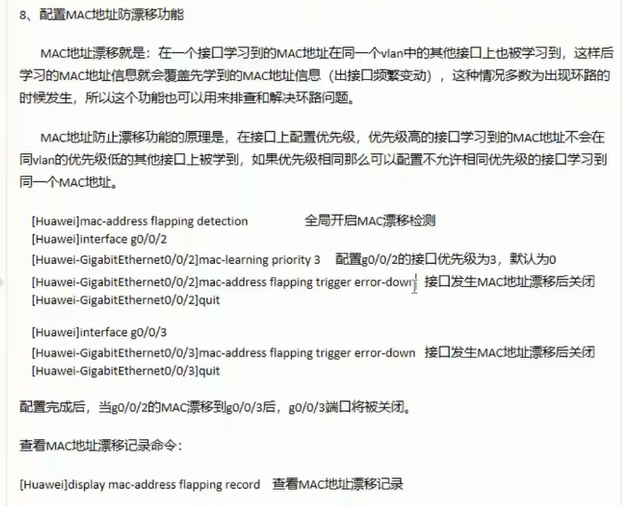 8、配置MAC地址防漂移功能
MAC地址漂移就是：在一个接口学习到的MAC地址在同一个vlan中的其他接口上也被学习到，这样后
学习的MAC地址信息就会覆盖先学到的MAC地址信息（出接口频繁变动），这种情况多数为出现环路的
时候发生，所以这个功能也可以用来排查和解决环路问题。
MAC地址防止漂移功能的原理是，在接口上配置优先级，优先级高的接口学习到的MAC地址不会在
同vlan的优先级低的其他接口上被学到，如果优先级相同那么可以配置不允许相同优先级的接口学习到
同一个MAC地址。
[Huawei]mac-address flapping detection 全局开启MAC漂移检测
[Huawei]interface g0/0/2
[Huawei-GigabitEthernet0/0/2]mac-learning priority 3 配置g0/0/2的接口优先级为3，默认为0
[Huawei-GigabitEthernet0/0/2]mac-address flapping trigger error-down 接口发生MAC地址漂移后关闭
[Huawei-GigabitEthernet0/0/2]quit
[Huawei]interface g0/0/3
[Huawei-GigabitEthernet0/0/3]mac-address flapping trigger error-down 接口发生MAC地址漂移后关闭
[Huawei-GigabitEthernet0/0/3]quit
配置完成后，当g0/0/2的MAC漂移到g0/0/3后，g0/0/3端口将被关闭。
查看MAC地址漂移记录命令：
[Huawei]display mac-address flapping record 查看MAC地址漂移记录